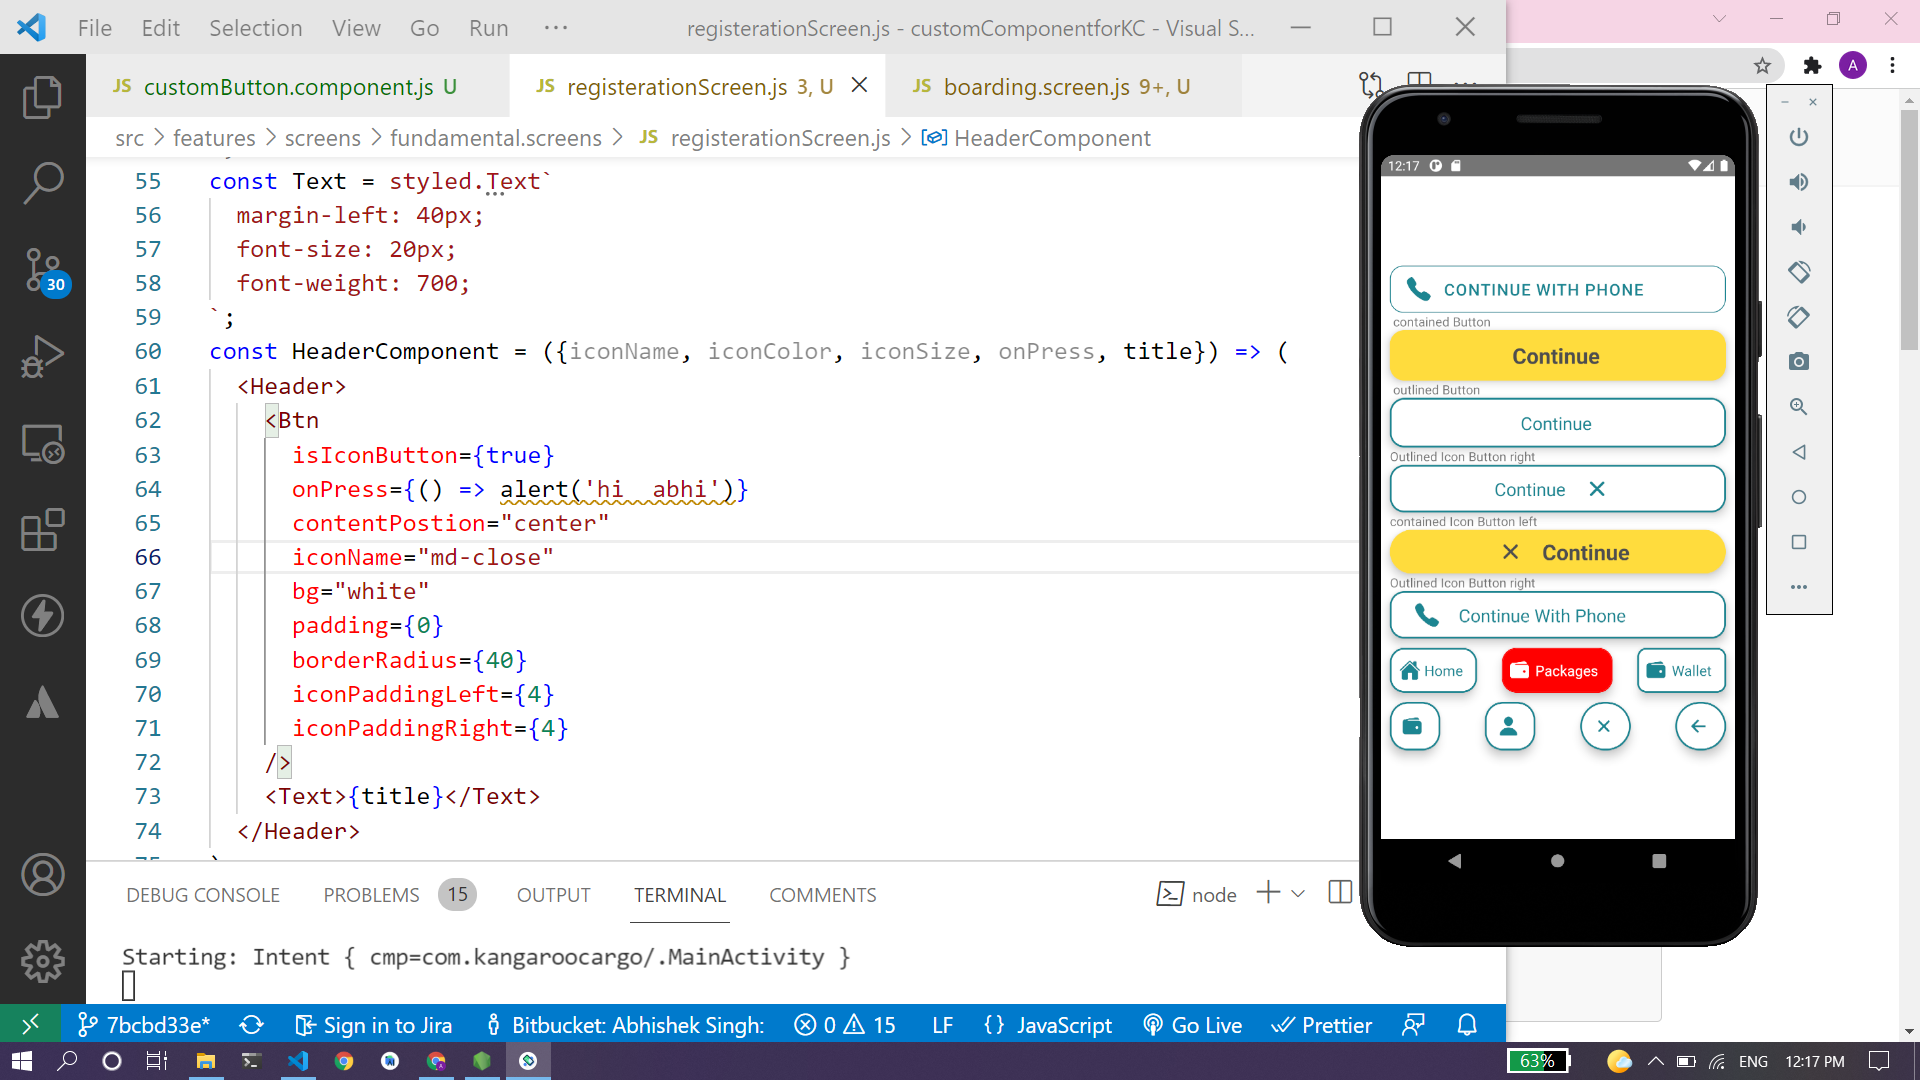 File Edit Selection View Go Run ··· registerationScreen.js - customComponentforKC - Visual S...
JS customButton.component.js U
JS registerationScreen.js 3, U
JS boarding.screen.js 9+, U
src > features > screens > fundamental.screens > JS registerationScreen.js > HeaderComponent
55 const Text = styled.Text`
56 margin-left: 40px;
57 font-size: 20px;
58 font-weight: 700;
59 `;
60 const HeaderComponent = ({iconName, iconColor, iconSize, onPress, title}) => (
61 <Header>
62 <Btn
63 isIconButton={true}
64 onPress={() => alert('hi  abhi')}
65 contentPostion="center"
66 iconName="md-close"
67 bg="white"
68 padding={0}
69 borderRadius={40}
70 iconPaddingLeft={4}
71 iconPaddingRight={4}
72 />
73 <Text>{title}</Text>
74 </Header>
30
DEBUG CONSOLE PROBLEMS 15 OUTPUT TERMINAL COMMENTS
node
Starting: Intent { cmp=com.kangaroocargo/.MainActivity }
7bcbd33e* Sign in to Jira Bitbucket: Abhishek Singh: 0 15 LF {} JavaScript Go Live Prettier
A
12:17
CONTINUE WITH PHONE
contained Button
Continue
outlined Button
Continue
Outlined Icon Button right
Continue
contained Icon Button left
Continue
Outlined Icon Button right
Continue With Phone
Home Packages Wallet
63% ENG 12:17 PM